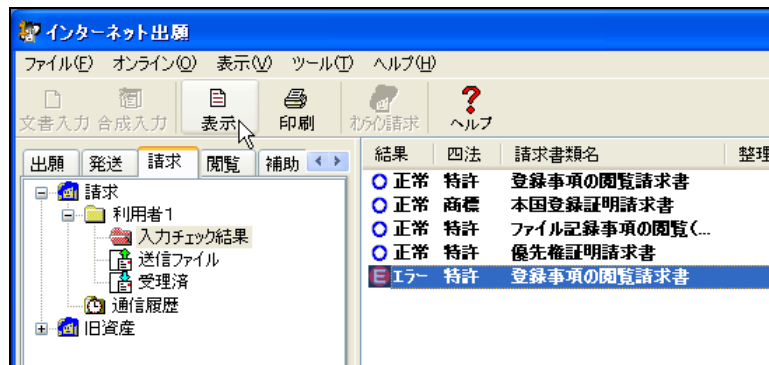 インターネット出願
ファイル(F) オンライン(O) 表示(V) ツール(T) ヘルプ(H)
文書入力 合成入力 表示 印刷 オンライン請求 ヘルプ
出願 発送 請求 閲覧 補助
結果 四法 請求書類名 整理
請求
利用者1
入力チェック結果
送信ファイル
受理済
通信履歴
旧資産
正常 特許 登録事項の閲覧請求書
正常 商標 本国登録証明請求書
正常 特許 ファイル記録事項の閲覧(...
正常 特許 優先権証明請求書
E エラー 特許 登録事項の閲覧請求書